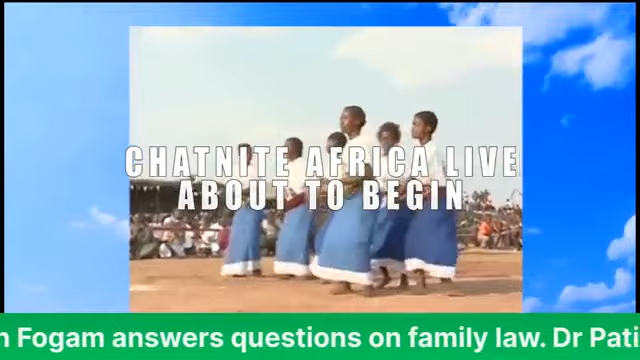 CHATNITE AFRICA LIVE
ABOUT TO BEGIN
Fogam answers questions on family law. Dr